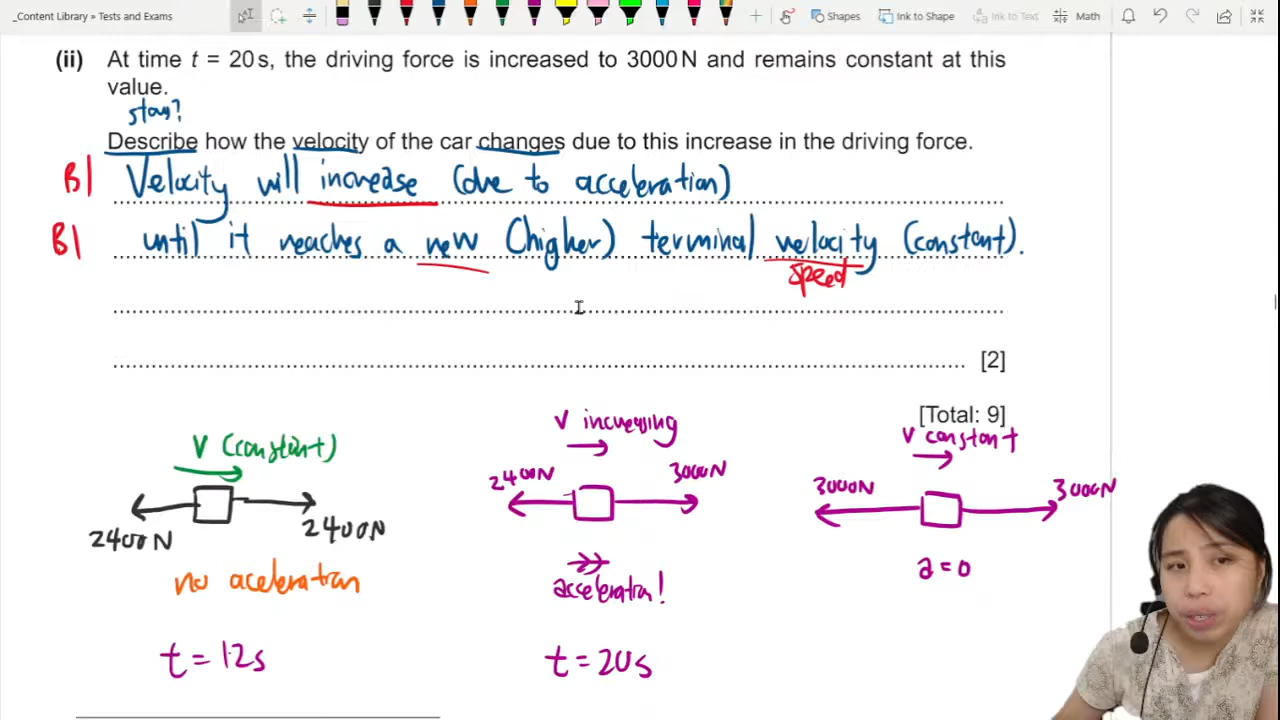 _Content Library » Tests and Exams
Shapes
Ink to Shape
Ink to Text
Math
(ii) At time t = 20 s, the driving force is increased to 3000 N and remains constant at this
value.
stays?
Describe how the velocity of the car changes due to this increase in the driving force.
B1 Velocity will increase (due to acceleration)
B1 until it reaches a new (higher) terminal velocity (constant).
speed
[2]
[Total: 9]
V (constant)
2400N
2400N
no aceleration
t = 12s
V increasing
2400N
3000N
acceleration!
t = 20s
V constant
3000N
3000N
a = 0